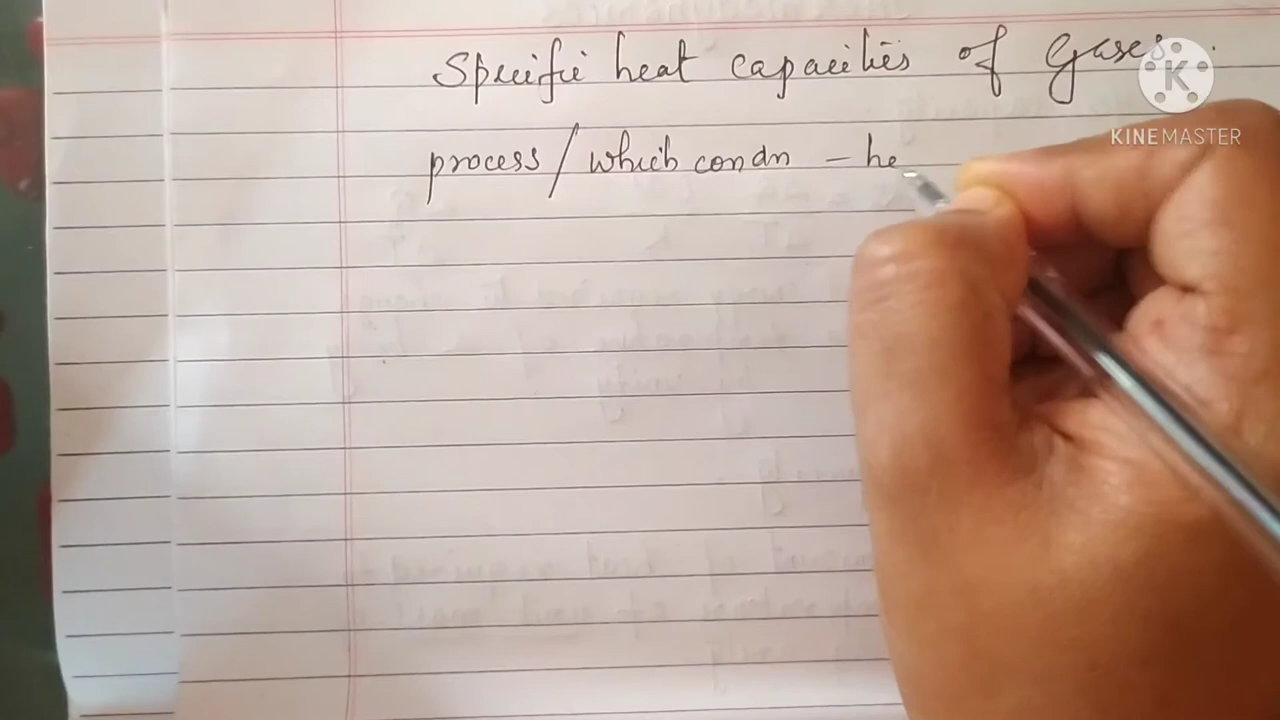 Specific heat capacities of Gases.
K
KINEMASTER
process / which condn - he